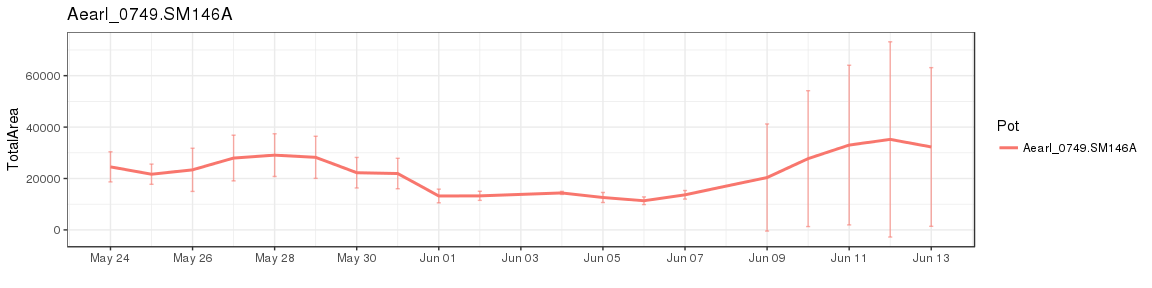 Aearl_0749.SM146A
TotalArea
60000
40000
20000
0
May 24 May 26 May 28 May 30 Jun 01 Jun 03 Jun 05 Jun 07 Jun 09 Jun 11 Jun 13
Pot
Aearl_0749.SM146A